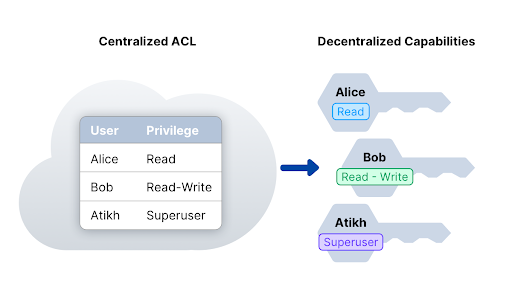 Centralized ACL
User Privilege
Alice Read
Bob Read-Write
Atikh Superuser
Decentralized Capabilities
Alice
Read
Bob
Read - Write
Atikh
Superuser